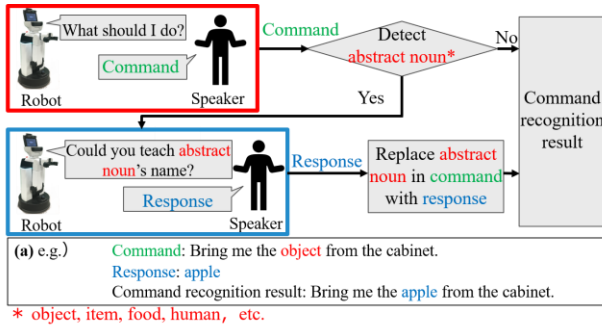 What should I do?
Command
Robot
Speaker
Command
Detect
abstract noun*
No
Yes
Command
recognition
result
Could you teach abstract
noun's name?
Response
Robot
Speaker
Response
Replace abstract
noun in command
with response
(a) e.g.)
Command: Bring me the object from the cabinet.
Response: apple
Command recognition result: Bring me the apple from the cabinet.
* object, item, food, human, etc.